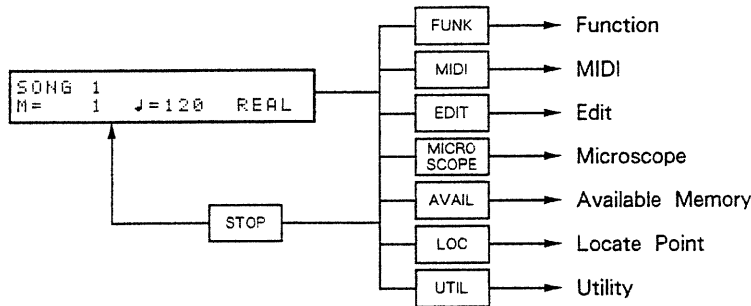 FUNK Function
MIDI MIDI
SONG 1
M= 1 ♩=120 REAL
EDIT Edit
MICRO
SCOPE Microscope
AVAIL Available Memory
STOP
LOC Locate Point
UTIL Utility